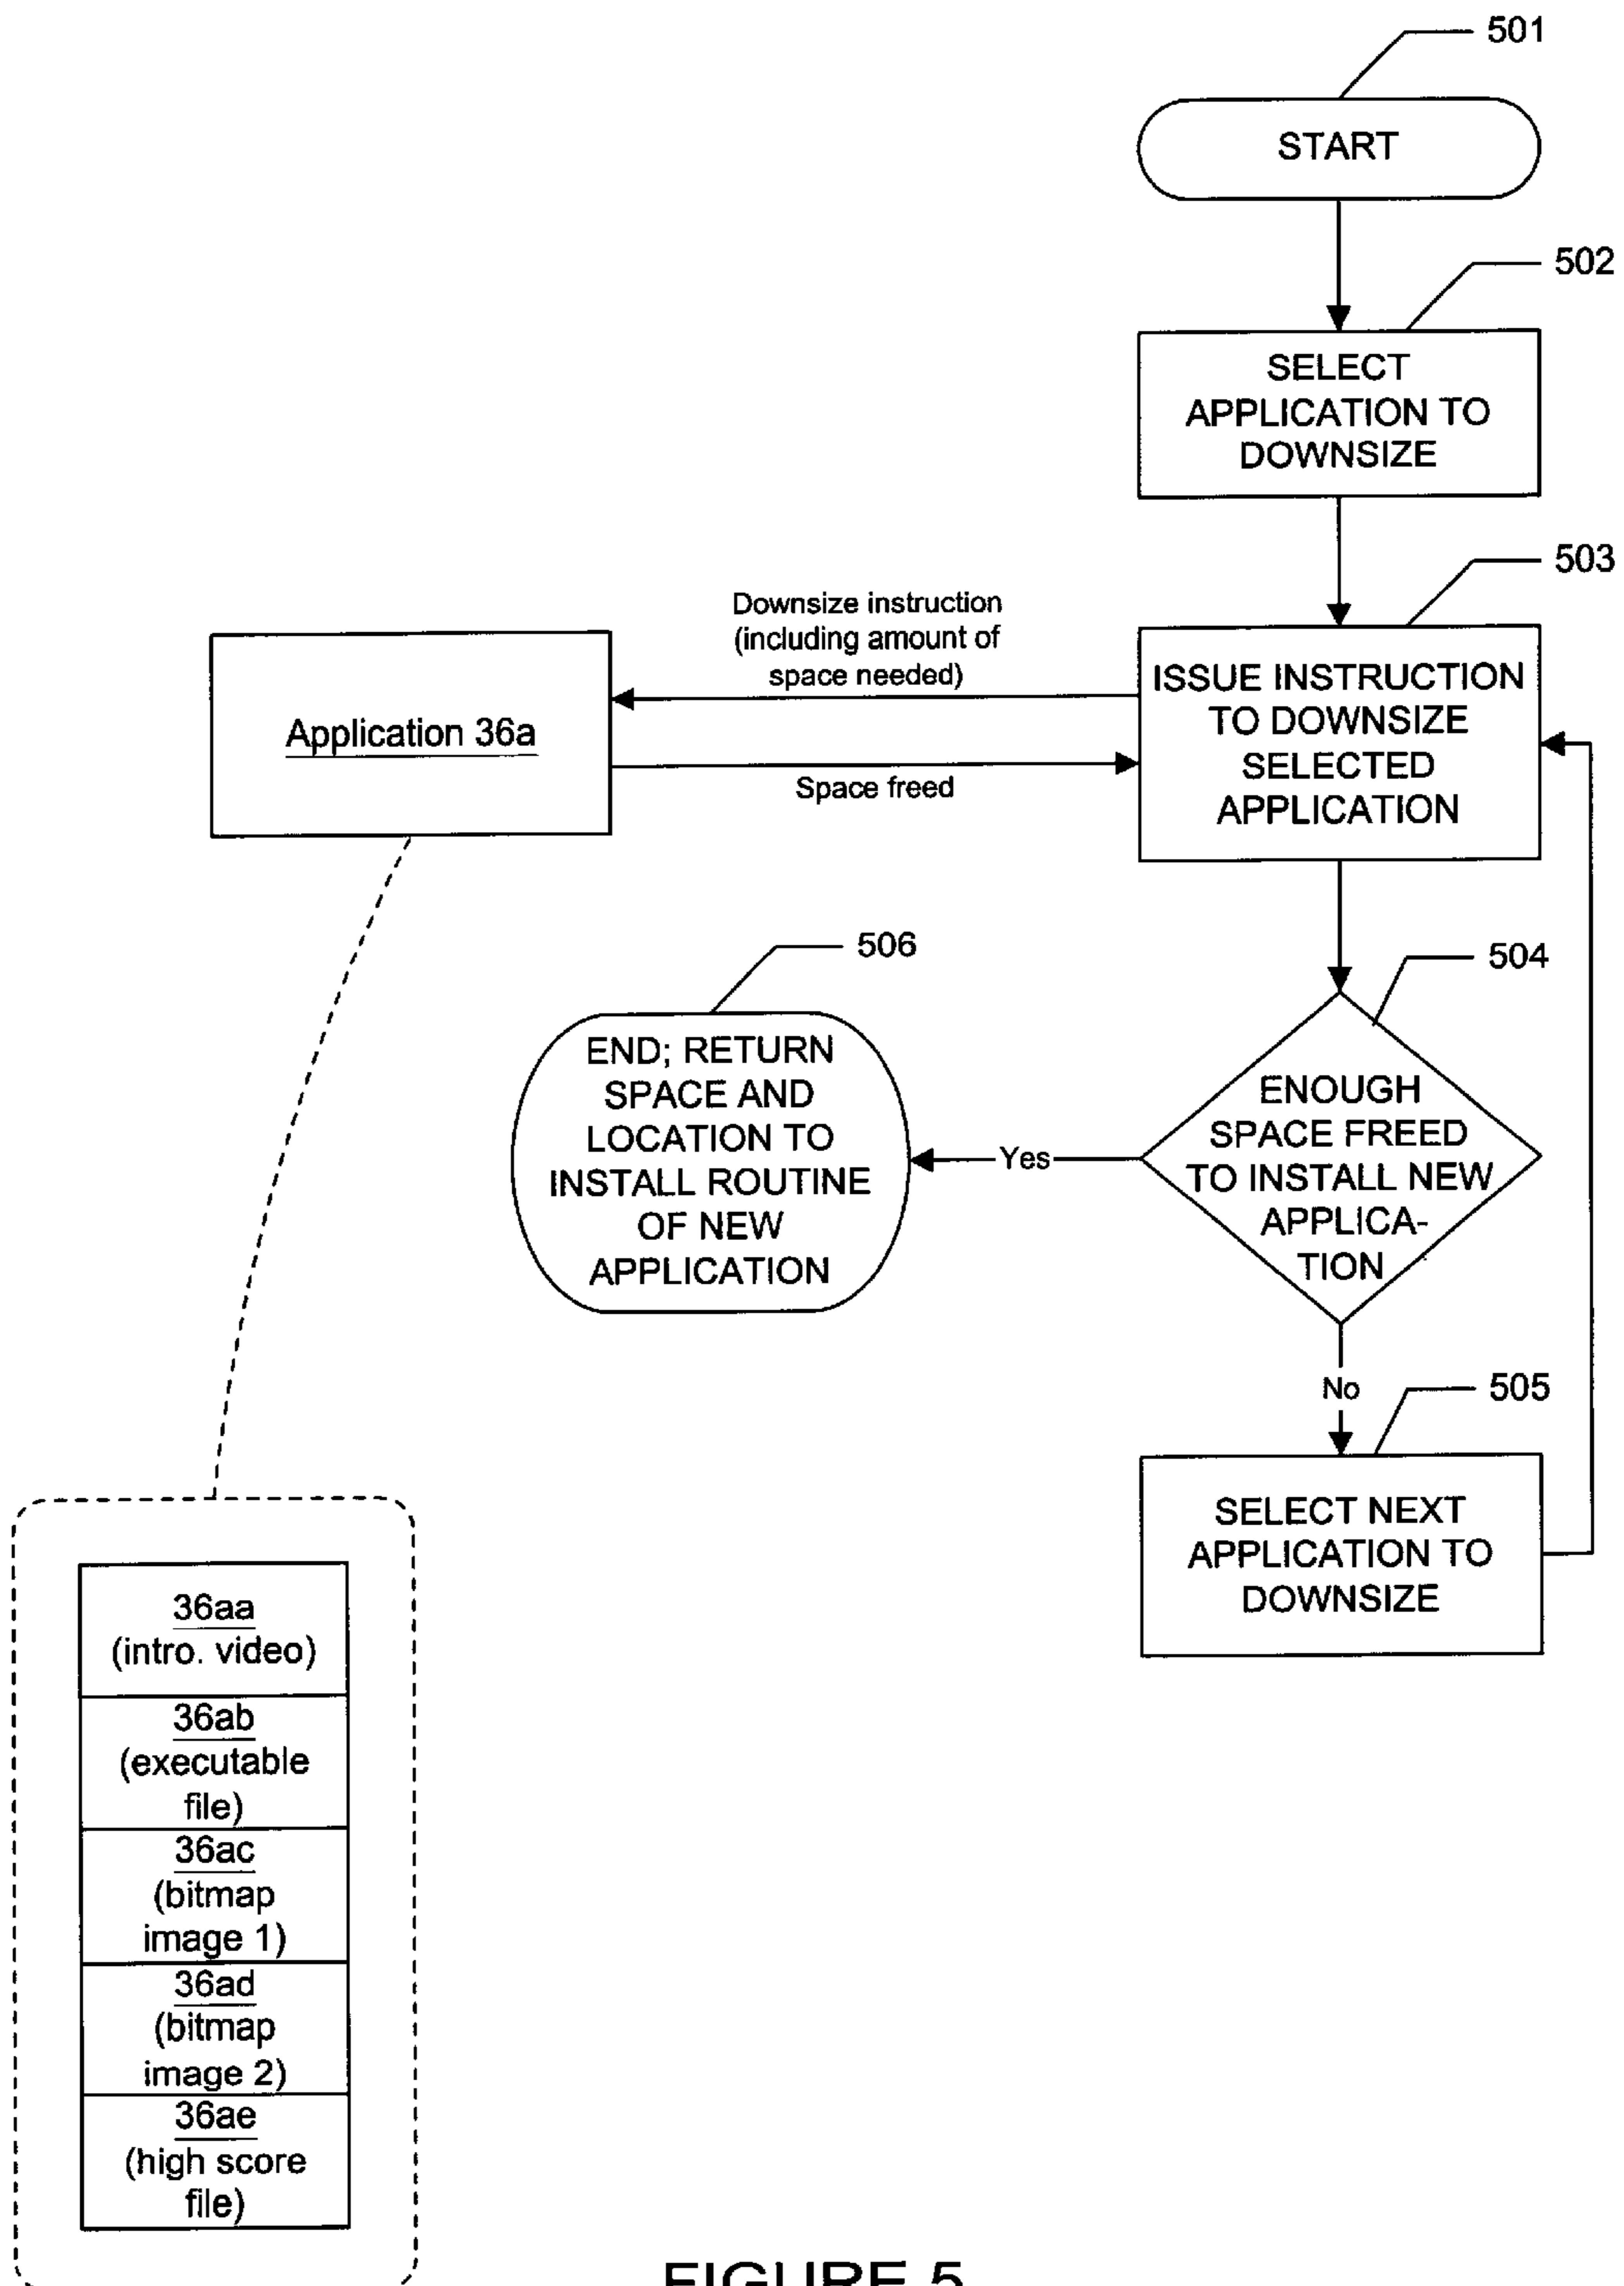 501
START
502
SELECT
APPLICATION TO
DOWNSIZE
503
Downsize instruction
(including amount of
space needed)
Application 36a
ISSUE INSTRUCTION
TO DOWNSIZE
SELECTED
APPLICATION
Space freed
506
504
END; RETURN
SPACE AND
LOCATION TO
INSTALL ROUTINE
OF NEW
APPLICATION
Yes
ENOUGH
SPACE FREED
TO INSTALL NEW
APPLICA-
TION
No
505
SELECT NEXT
APPLICATION TO
DOWNSIZE
36aa
(intro. video)
36ab
(executable
file)
36ac
(bitmap
image 1)
36ad
(bitmap
image 2)
36ae
(high score
file)
FIGURE 5